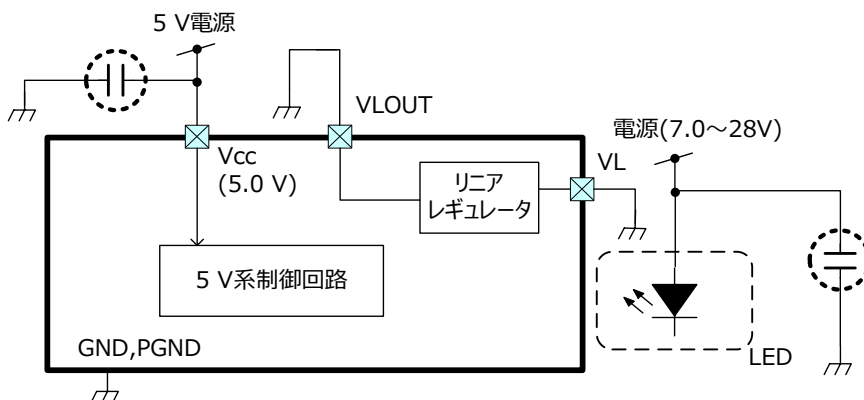 5 V電源
VLOUT
電源(7.0～28V)
Vcc
(5.0 V)
リニア
レギュレータ
VL
5 V系制御回路
GND,PGND
LED